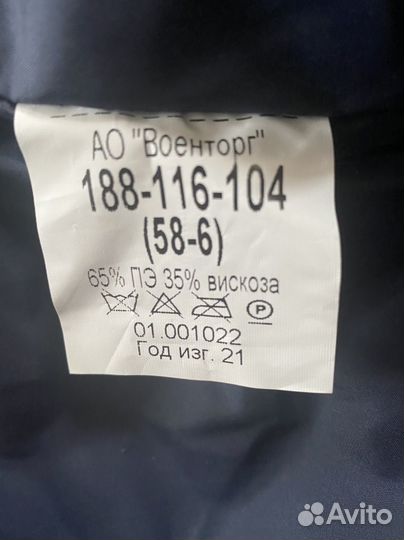 АО "Военторг"
188-116-104
(58-6)
65% ПЭ 35% вискоза
P
01.001022
Год изг. 21
Avito